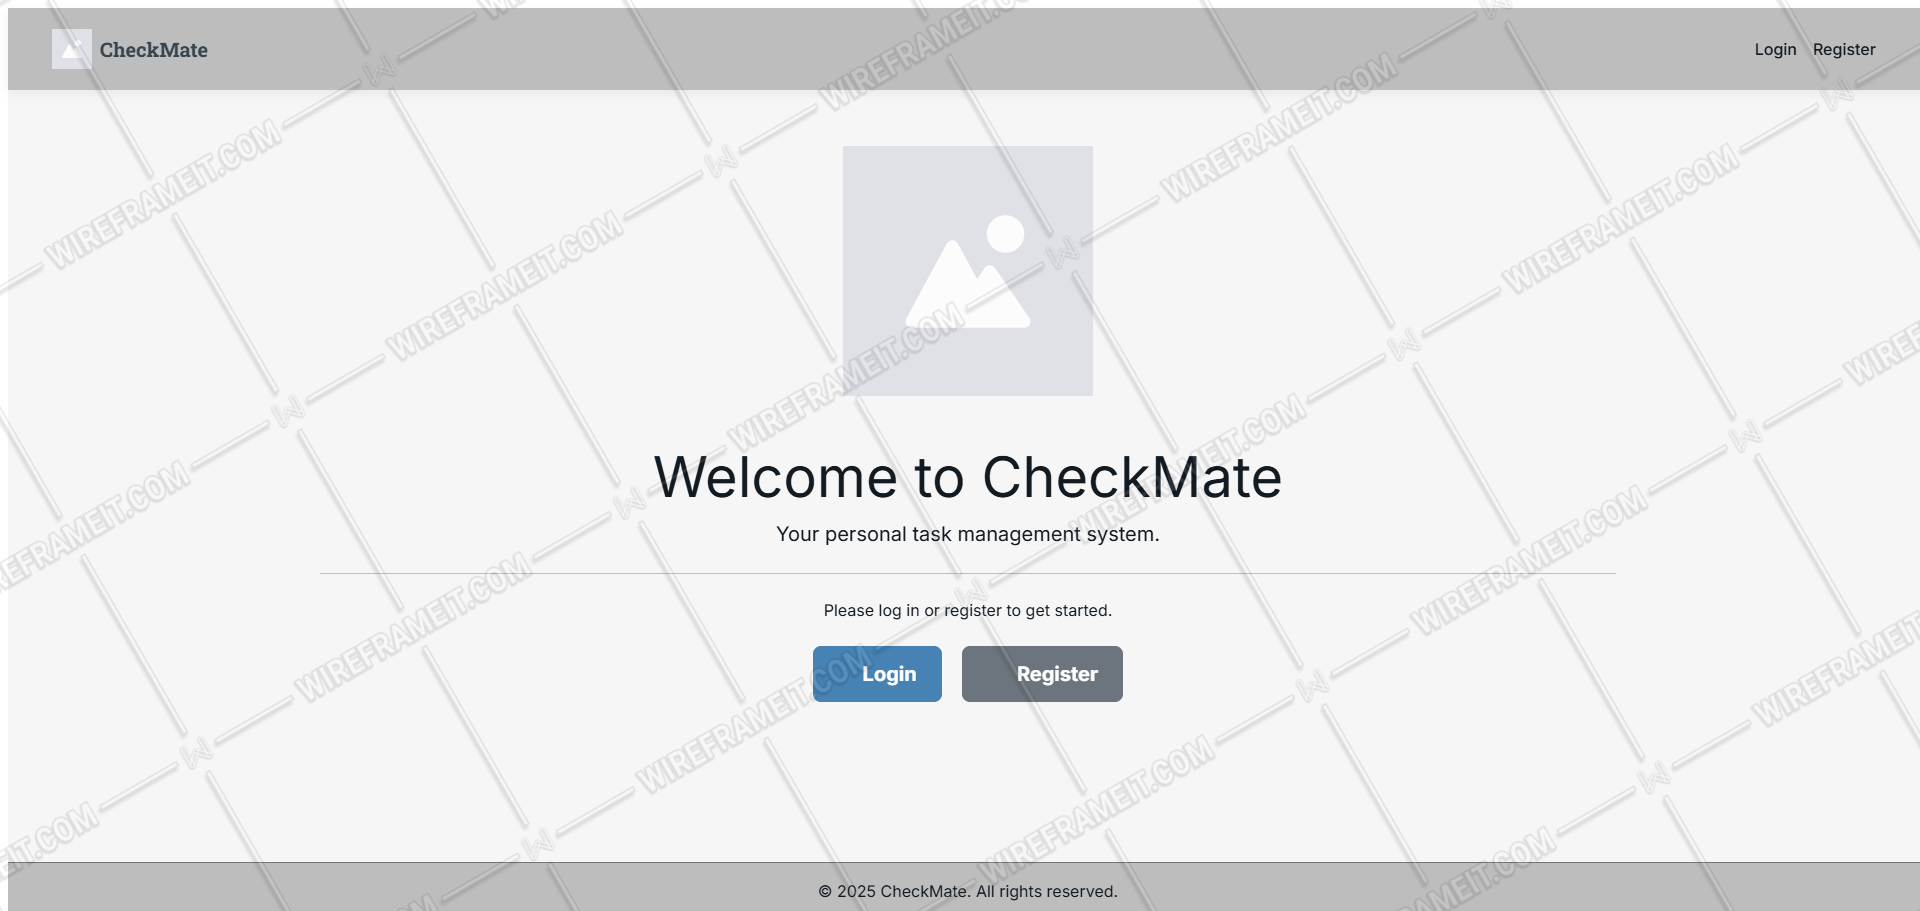 CheckMate
Login Register
Welcome to CheckMate
Your personal task management system.
Please log in or register to get started.
Login Register
© 2025 CheckMate. All rights reserved.
WIREFRAMEIT.COM